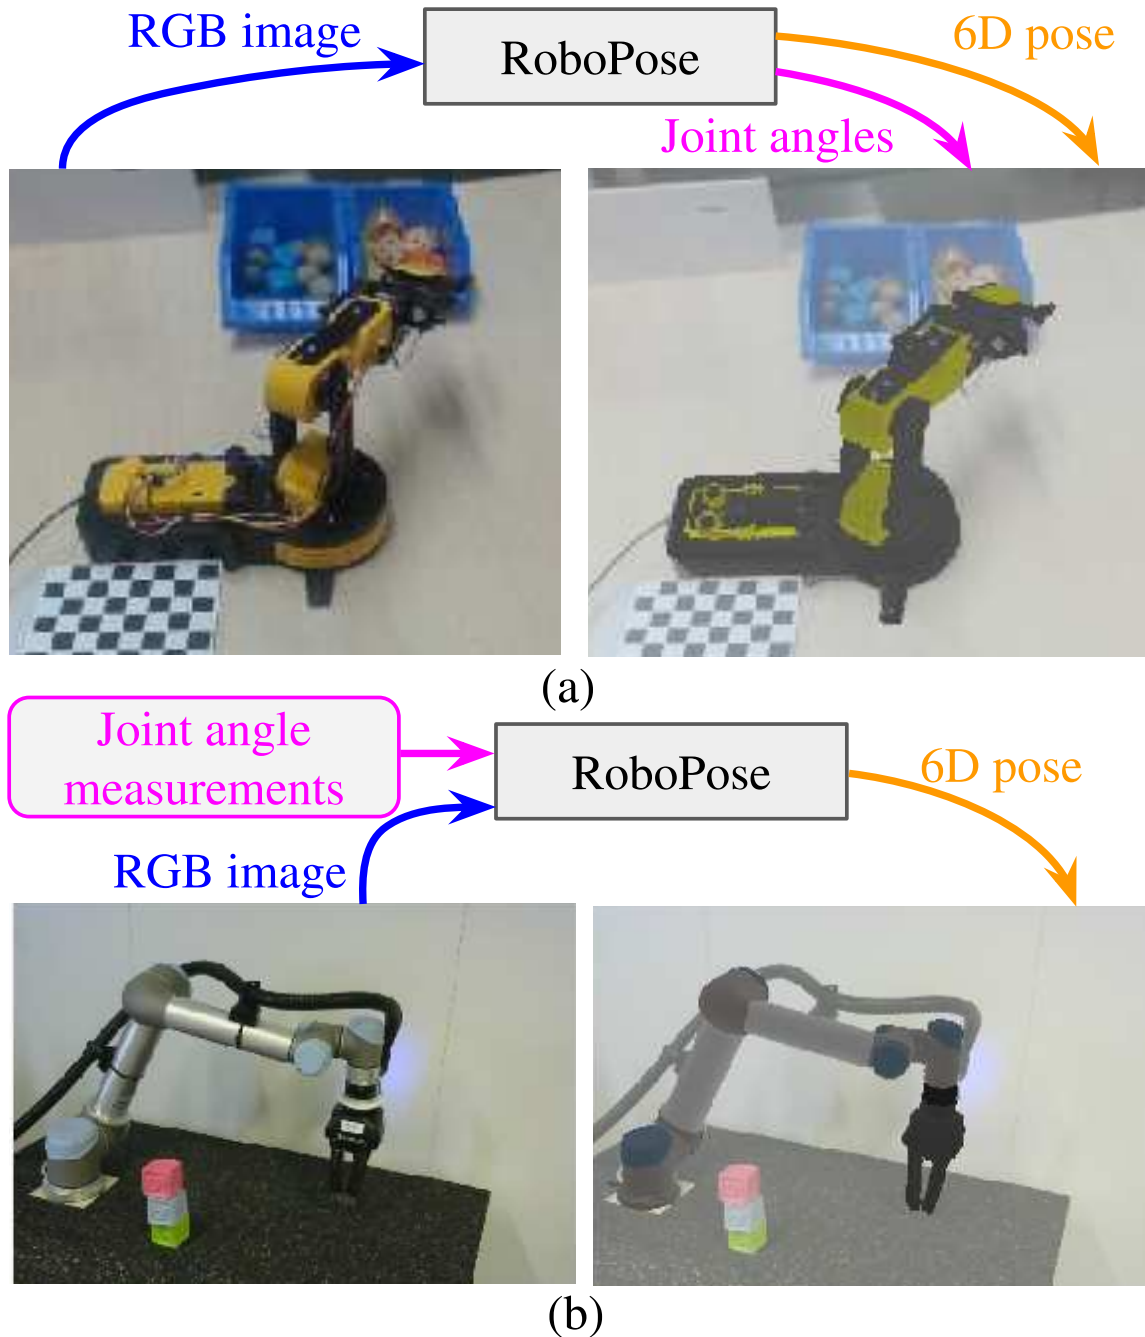 RGB image
RoboPose
6D pose
Joint angles
(a)
Joint angle
measurements
RoboPose
6D pose
RGB image
(b)